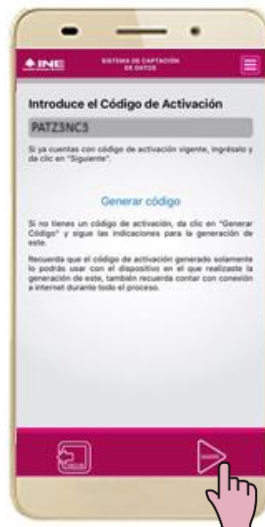 INE
SISTEMA DE CAPTACIÓN
DE DATOS
Introduce el Código de Activación
PATZ3NC3
Si ya cuentas con código de activación vigente, ingrésalo y
da clic en "Siguiente".
Generar código
Si no tienes un código de activación, da clic en "Generar
Código" y sigue las indicaciones para la generación de
este.
Recuerda que el código de activación generado solamente
lo podrás usar con el dispositivo en el que realizaste la
generación de este, también recuerda contar con conexión
a internet durante todo el proceso.